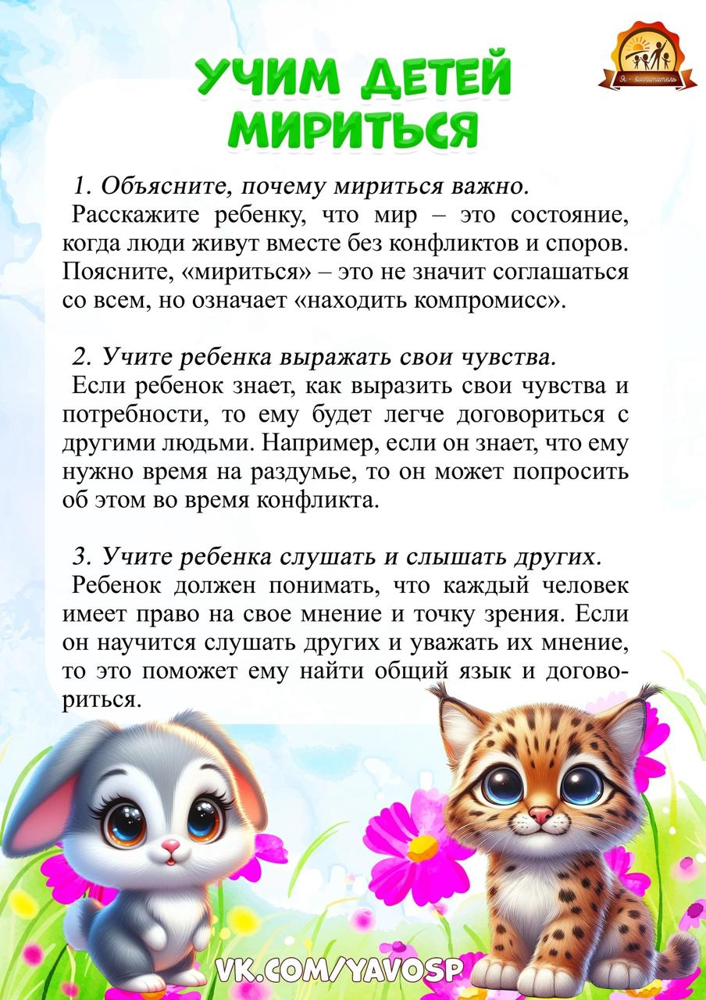 Я - воспитатель
УЧИМ ДЕТЕЙ
МИРИТЬСЯ
1. Объясните, почему мириться важно.
Расскажите ребенку, что мир – это состояние,
когда люди живут вместе без конфликтов и споров.
Поясните, «мириться» – это не значит соглашаться
со всем, но означает «находить компромисс».
2. Учите ребенка выражать свои чувства.
Если ребенок знает, как выразить свои чувства и
потребности, то ему будет легче договориться с
другими людьми. Например, если он знает, что ему
нужно время на раздумье, то он может попросить
об этом во время конфликта.
3. Учите ребенка слушать и слышать других.
Ребенок должен понимать, что каждый человек
имеет право на свое мнение и точку зрения. Если
он научится слушать других и уважать их мнение,
то это поможет ему найти общий язык и догово-
риться.
VK.COM/YAVOSP